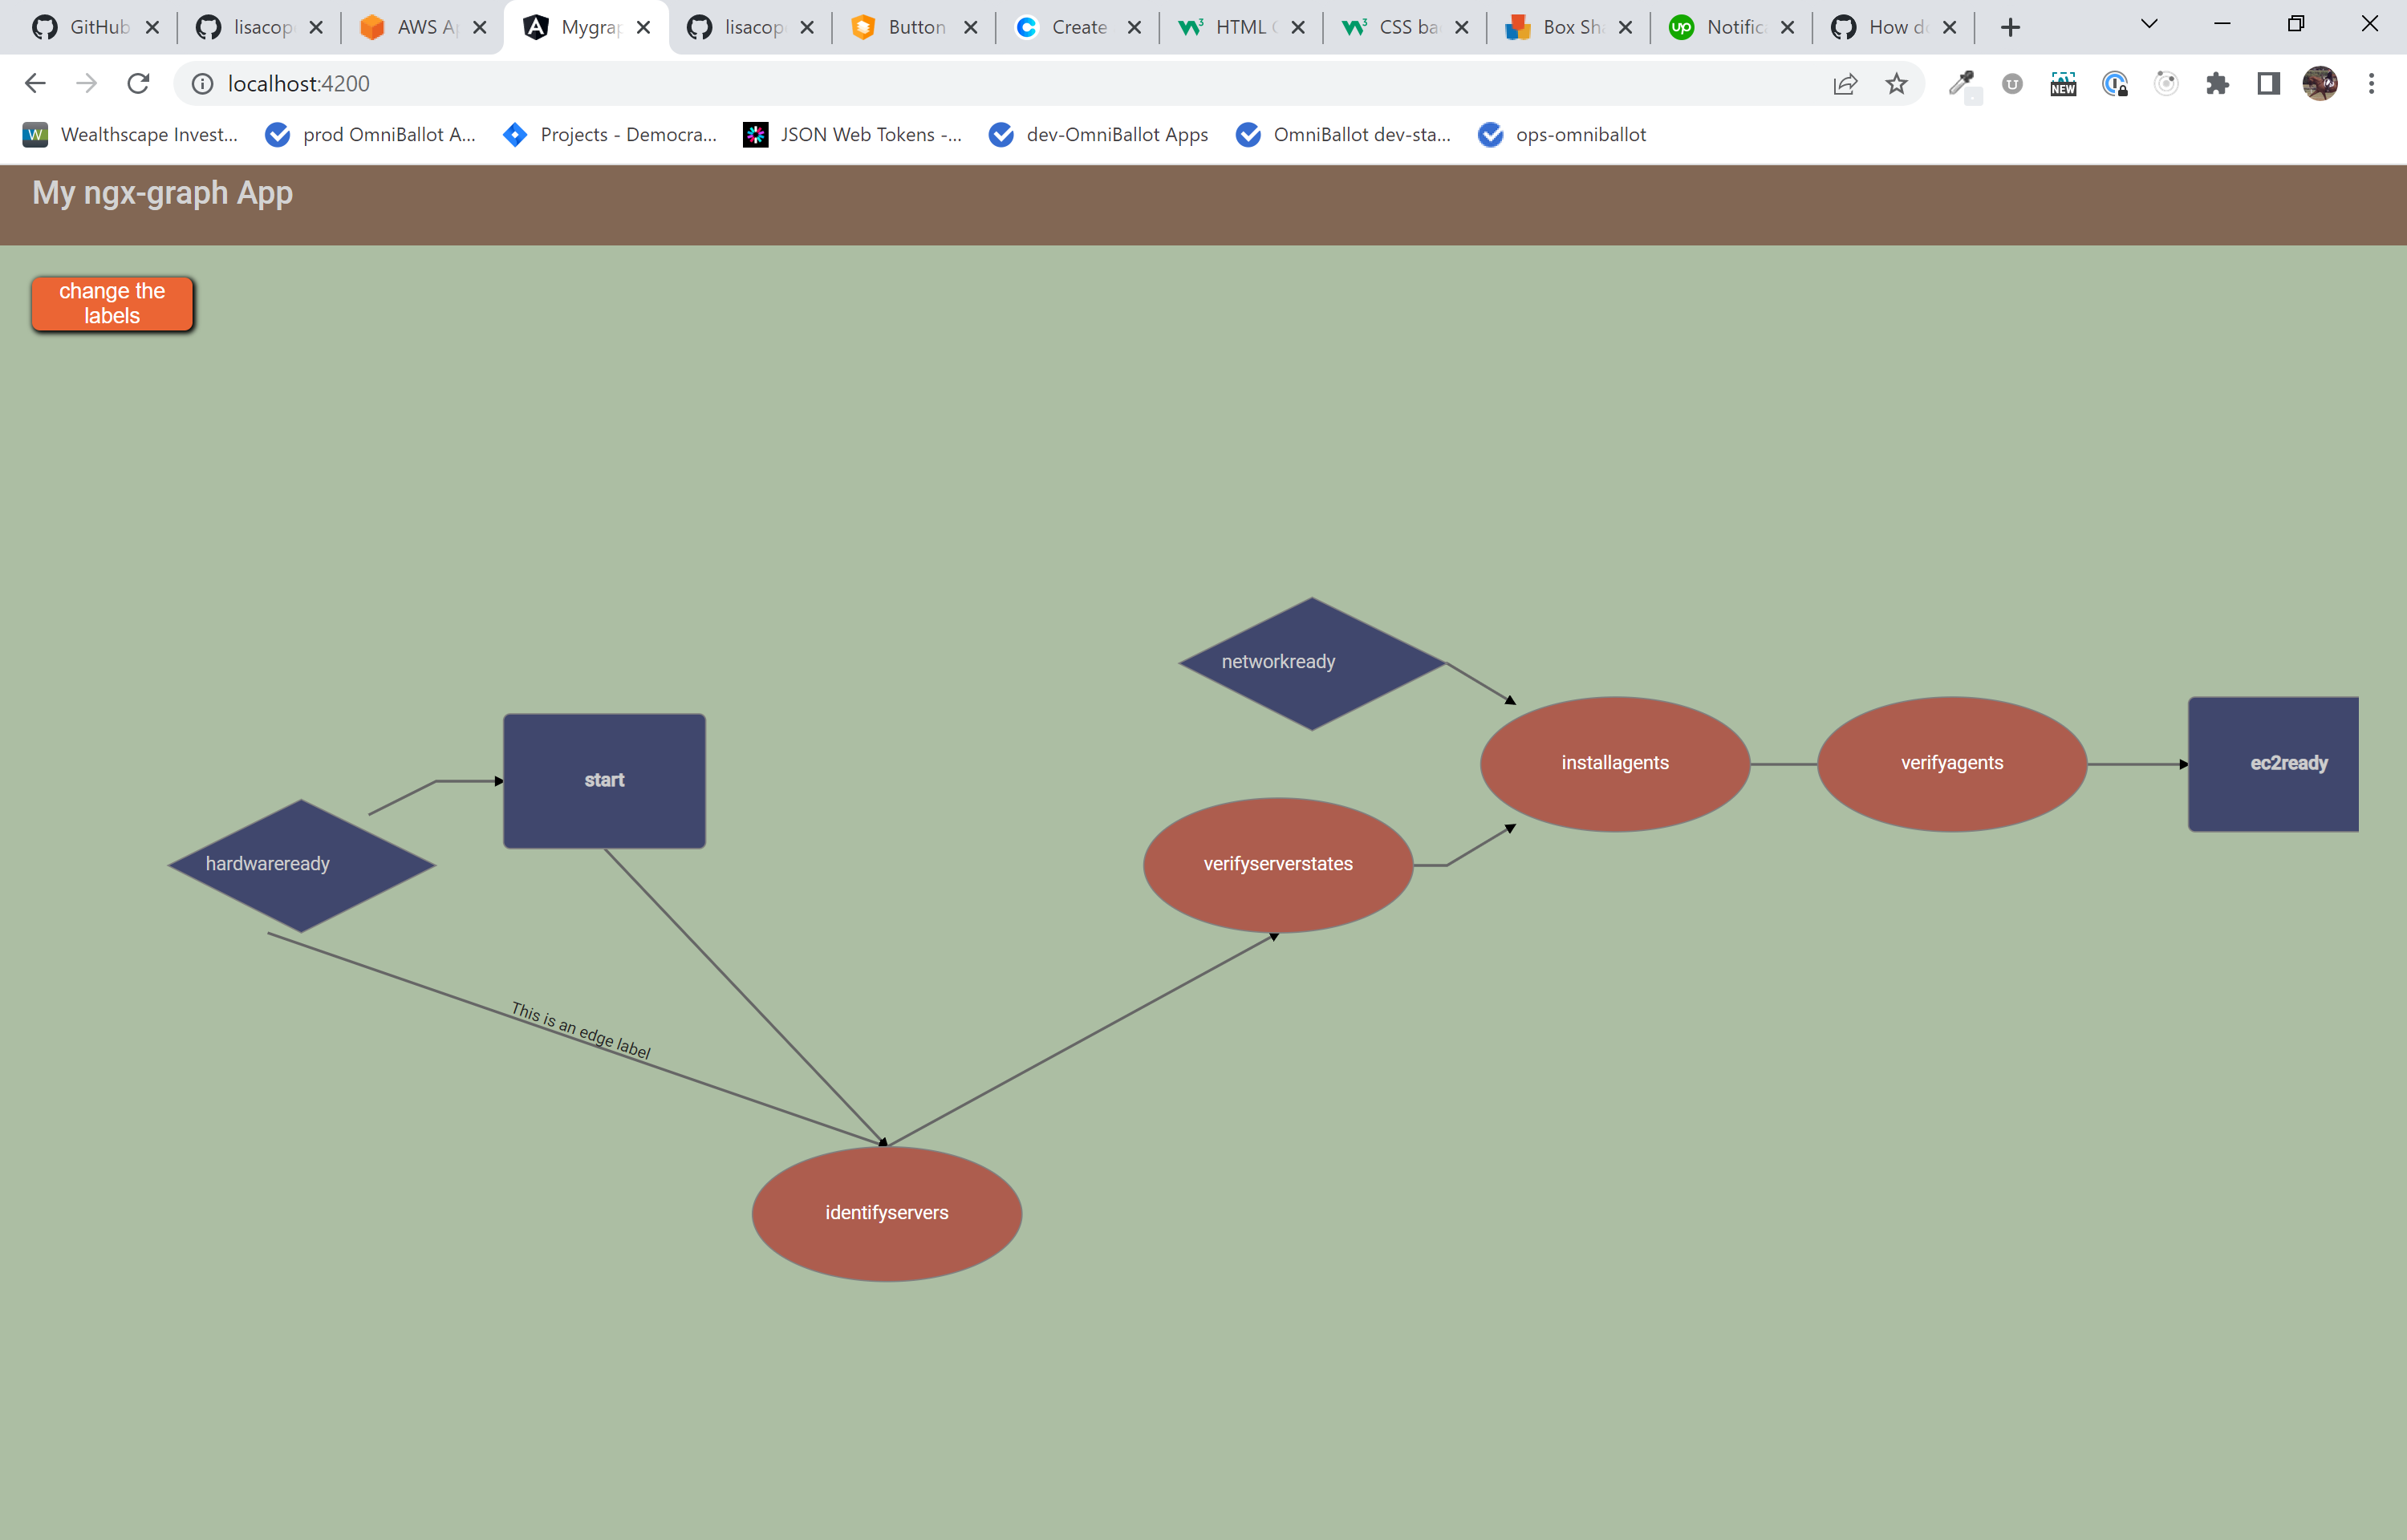 GitHub
lisacop
AWS A
Mygrap
lisacop
Button
Create
HTML
CSS ba
Box Sh
Notific
How d
localhost:4200
NEW
W
Wealthscape Invest...
prod OmniBallot A...
Projects - Democra...
JSON Web Tokens -...
dev-OmniBallot Apps
OmniBallot dev-sta...
ops-omniballot
My ngx-graph App
change the
labels
networkready
start
installagents
verifyagents
ec2ready
hardwareready
verifyserverstates
This is an edge label
identifyservers